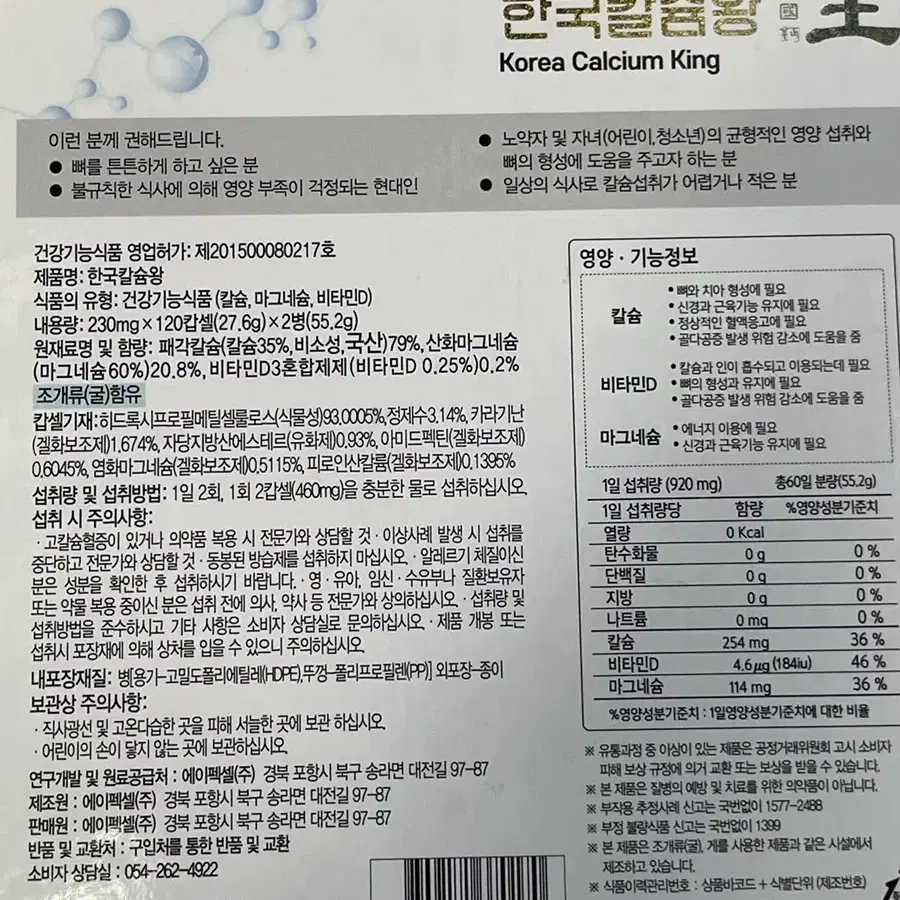 한국칼슘왕
Korea Calcium King
이런 분께 권해드립니다.
● 뼈를 튼튼하게 하고 싶은 분
● 불규칙한 식사에 의해 영양 부족이 걱정되는 현대인
● 노약자 및 자녀(어린이,청소년)의 균형적인 영양 섭취와
뼈의 형성에 도움을 주고자 하는 분
● 일상의 식사로 칼슘섭취가 어렵거나 적은 분
건강기능식품 영업허가: 제201500080217호
제품명: 한국칼슘왕
식품의 유형: 건강기능식품 (칼슘, 마그네슘, 비타민D)
내용량: 230mg×120캅셀(27.6g)×2병(55.2g)
원재료명 및 함량: 패각칼슘(칼슘35%,비소성,국산)79%, 산화마그네슘
(마그네슘60%)20.8%, 비타민D3혼합제제(비타민D 0.25%)0.2%
조개류(굴)함유
캅셀기재:히드록시프로필메틸셀룰로스(식물성)93.0005%,정제수3.14%, 카라기난
(겔화보조제)1.674%, 자당지방산에스테르(유화제)0.93%, 아미드펙틴(겔화보조제)
0.6045%, 염화마그네슘(겔화보조제)0.5115%, 피로인산칼륨(겔화보조제)0.1395%
섭취량 및 섭취방법: 1일 2회, 1회 2캅셀(460mg)을 충분한 물로 섭취하십시오.
섭취 시 주의사항:
· 고칼슘혈증이 있거나 의약품 복용 시 전문가와 상담할 것 · 이상사례 발생 시 섭취를
중단하고 전문가와 상담할 것 · 동봉된 방습제를 섭취하지 마십시오. · 알레르기 체질이신
분은 성분을 확인한 후 섭취하시기 바랍니다. · 영 · 유아, 임신 · 수유부나 질환보유자
또는 약물 복용 중이신 분은 섭취 전에 의사, 약사 등 전문가와 상의하십시오. · 섭취량 및
섭취방법을 준수하시고 기타 사항은 소비자 상담실로 문의하십시오. · 제품 개봉 또는
섭취시 포장재에 의해 상처를 입을 수 있으니 주의하십시오.
내포장재질: 병[용기-고밀도폴리에틸렌(HDPE),뚜껑-폴리프로필렌(PP)] 외포장-종이
보관상 주의사항:
· 직사광선 및 고온다습한 곳을 피해 서늘한 곳에 보관 하십시오.
· 어린이의 손이 닿지 않는 곳에 보관하십시오.
연구개발 및 원료공급처 : 에이펙셀(주) 경북 포항시 북구 송라면 대전길 97-87
제조원 : 에이펙셀(주) 경북 포항시 북구 송라면 대전길 97-87
판매원 : 에이펙셀(주) 경북 포항시 북구 송라면 대전길 97-87
반품 및 교환처 : 구입처를 통한 반품 및 교환
소비자 상담실 : 054-262-4922
영양 · 기능정보
칼슘
• 뼈와 치아 형성에 필요
• 신경과 근육기능 유지에 필요
• 정상적인 혈액응고에 필요
• 골다공증 발생 위험 감소에 도움을 줌
비타민D
• 칼슘과 인이 흡수되고 이용되는데 필요
• 뼈의 형성과 유지에 필요
• 골다공증 발생 위험 감소에 도움을 줌
마그네슘
• 에너지 이용에 필요
• 신경과 근육기능 유지에 필요
1일 섭취량 (920 mg) 총60일 분량(55.2g)
1일 섭취량당 함량 %영양성분기준치
열량 0 Kcal
탄수화물 0 g 0 %
단백질 0 g 0 %
지방 0 g 0 %
나트륨 0 mg 0 %
칼슘 254 mg 36 %
비타민D 4.6㎍ (184iu) 46 %
마그네슘 114 mg 36 %
%영양성분기준치 : 1일영양성분기준치에 대한 비율
※ 유통과정 중 이상이 있는 제품은 공정거래위원회 고시 소비자
피해 보상 규정에 의거 교환 또는 보상을 받을 수 있습니다.
※ 본 제품은 질병의 예방 및 치료를 위한 의약품이 아닙니다.
※ 부작용 추정사례 신고는 국번없이 1577-2488
※ 부정 불량식품 신고는 국번없이 1399
※ 본 제품은 조개류(굴), 게를 사용한 제품과 같은 시설에서
제조하고 있습니다.
※ 식품이력관리번호 : 상품바코드 + 식별단위 (제조번호)